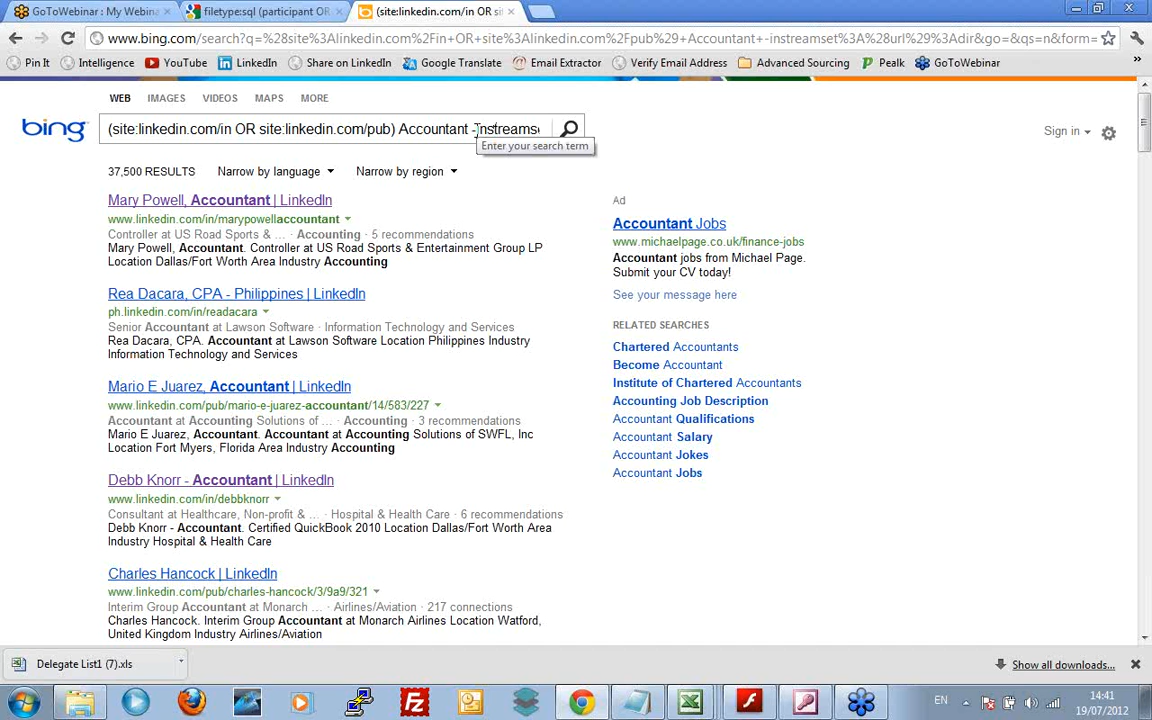 GoToWebinar : My Webina
filetype:sql (participant OR
(site:linkedin.com/in OR sit
www.bing.com/search?q=%28site%3Alinkedin.com%2Fin+OR+site%3Alinkedin.com%2Fpub%29+Accountant+-instreamset%3A%28url%29%3Adir&go=&qs=n&form=
Pin It
Intelligence
YouTube
LinkedIn
Share on LinkedIn
Google Translate
Email Extractor
Verify Email Address
Advanced Sourcing
Pealk
GoToWebinar
WEB
IMAGES
VIDEOS
MAPS
MORE
bing
(site:linkedin.com/in OR site:linkedin.com/pub) Accountant -instreamse
Enter your search term
Sign in
37,500 RESULTS
Narrow by language
Narrow by region
Mary Powell, Accountant | LinkedIn
www.linkedin.com/in/marypowellaccountant
Controller at US Road Sports & ... · Accounting · 5 recommendations
Mary Powell, Accountant. Controller at US Road Sports & Entertainment Group LP
Location Dallas/Fort Worth Area Industry Accounting
Rea Dacara, CPA - Philippines | LinkedIn
ph.linkedin.com/in/readacara
Senior Accountant at Lawson Software · Information Technology and Services
Rea Dacara, CPA. Accountant at Lawson Software Location Philippines Industry
Information Technology and Services
Mario E Juarez, Accountant | LinkedIn
www.linkedin.com/pub/mario-e-juarez-accountant/14/583/227
Accountant at Accounting Solutions of ... · Accounting · 3 recommendations
Mario E Juarez, Accountant. Accountant at Accounting Solutions of SWFL, Inc
Location Fort Myers, Florida Area Industry Accounting
Debb Knorr - Accountant | LinkedIn
www.linkedin.com/in/debbknorr
Consultant at Healthcare, Non-profit & ... · Hospital & Health Care · 6 recommendations
Debb Knorr - Accountant. Certified QuickBook 2010 Location Dallas/Fort Worth Area
Industry Hospital & Health Care
Charles Hancock | LinkedIn
www.linkedin.com/pub/charles-hancock/3/9a9/321
Interim Group Accountant at Monarch ... · Airlines/Aviation · 217 connections
Charles Hancock. Interim Group Accountant at Monarch Airlines Location Watford,
United Kingdom Industry Airlines/Aviation
Ad
Accountant Jobs
www.michaelpage.co.uk/finance-jobs
Accountant jobs from Michael Page.
Submit your CV today!
See your message here
RELATED SEARCHES
Chartered Accountants
Become Accountant
Institute of Chartered Accountants
Accounting Job Description
Accountant Qualifications
Accountant Salary
Accountant Jokes
Accountant Jobs
Delegate List1 (7).xls
Show all downloads...
EN
14:41
19/07/2012